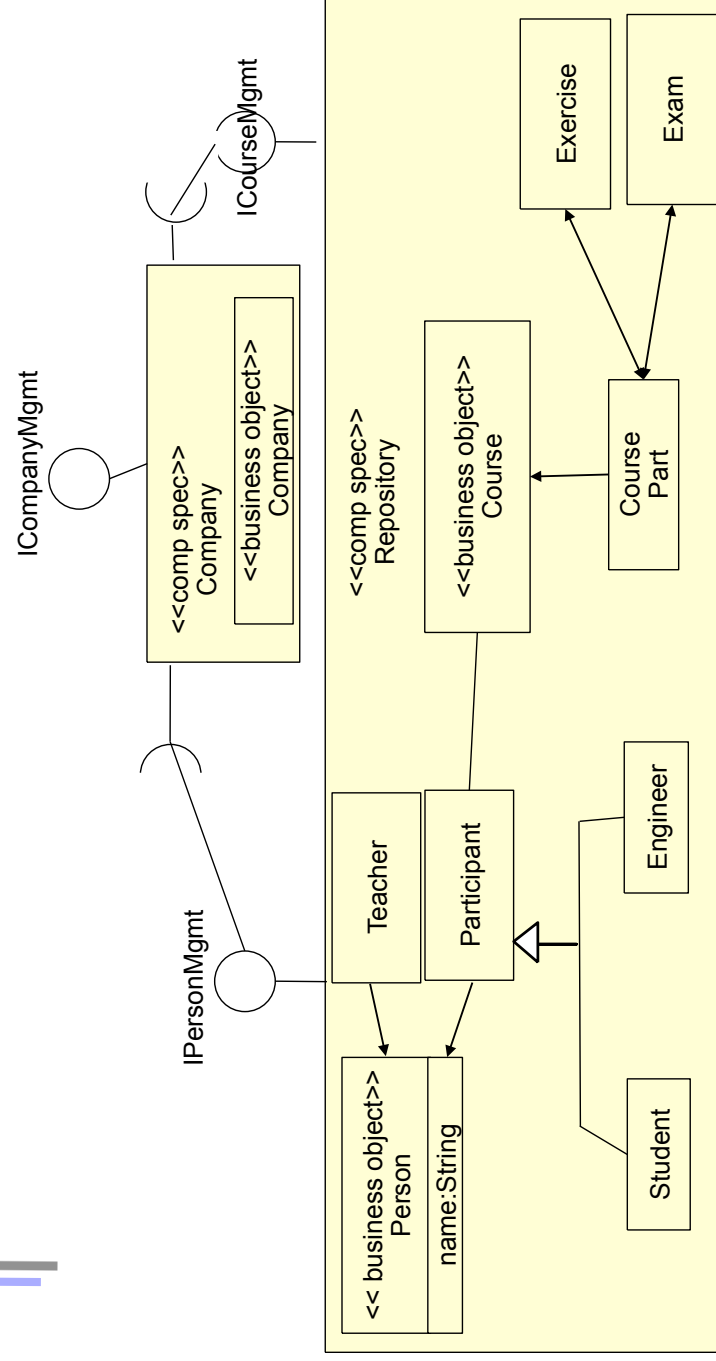 ICompanyMgmt
IPersonMgmt
ICourseMgmt
<<comp spec>>
Company
<<business object>>
Company
<<comp spec>>
Repository
<< business object>>
Person
name:String
Teacher
Participant
<<business object>>
Course
Student
Engineer
Course
Part
Exercise
Exam